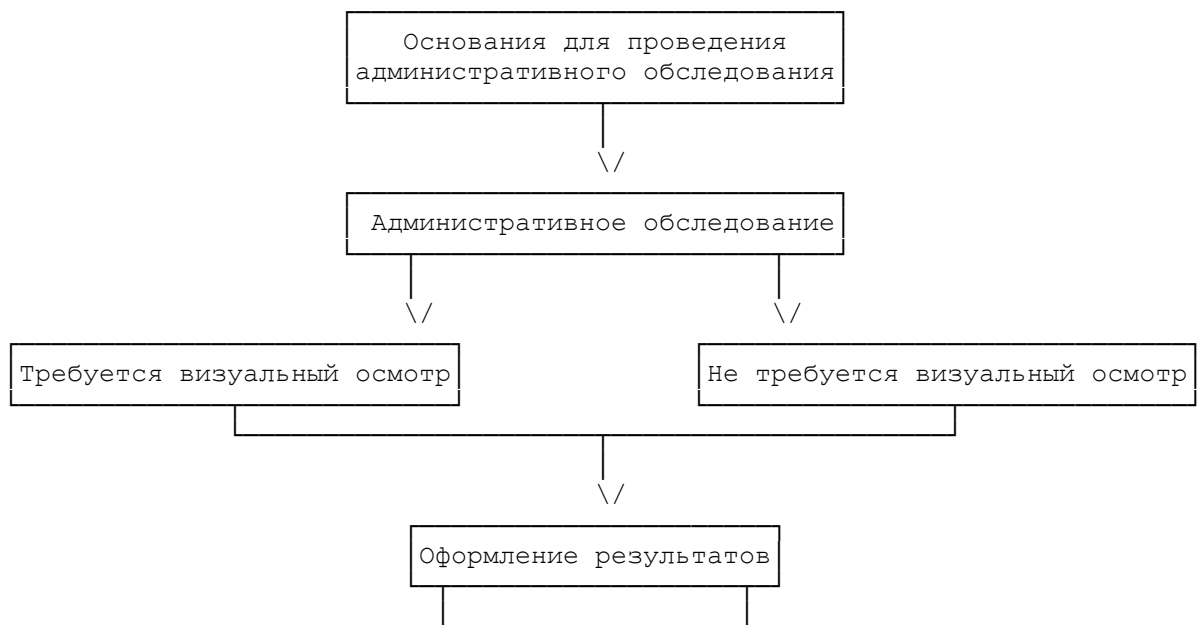 Основания для проведения
административного обследования
Административное обследование
Требуется визуальный осмотр
Не требуется визуальный осмотр
Оформление результатов